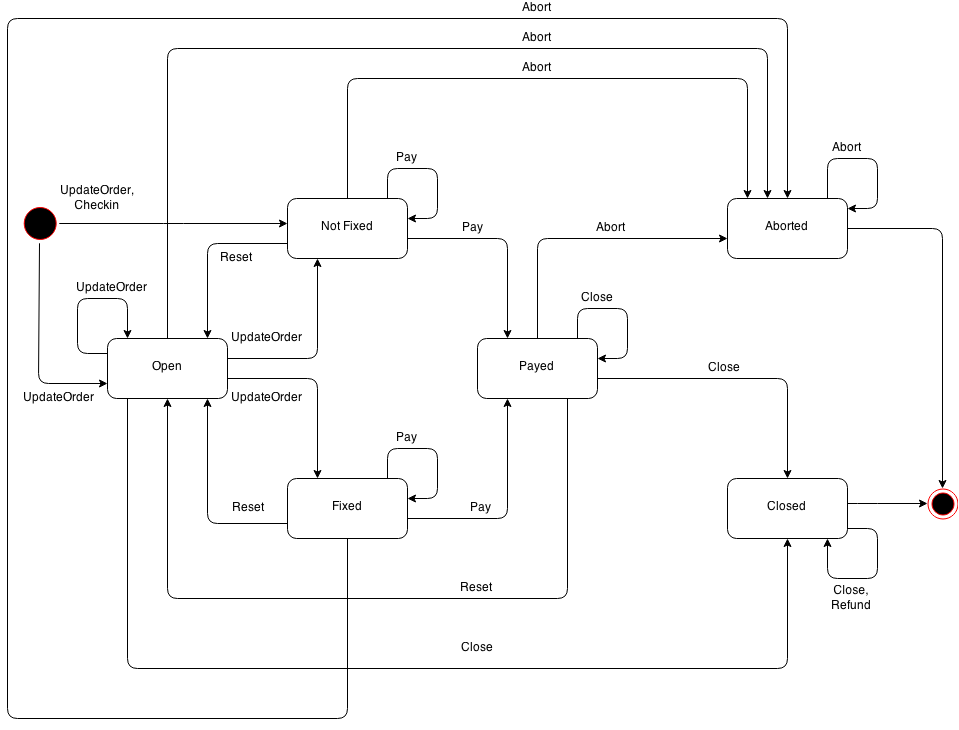 Abort
Abort
Abort
Abort
Pay
UpdateOrder,
Checkin
Not Fixed
Pay
Abort
Aborted
Reset
UpdateOrder
Close
UpdateOrder
Open
Payed
Close
UpdateOrder
UpdateOrder
Pay
Reset
Fixed
Pay
Closed
Reset
Close,
Refund
Close